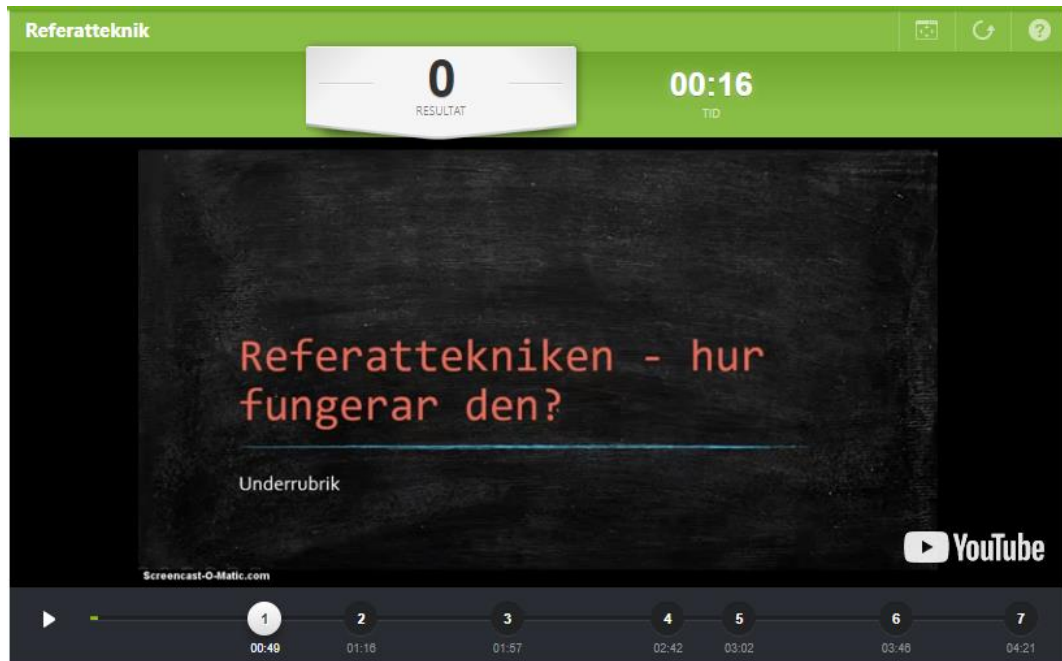 Referatteknik
?
0
RESULTAT
00:16
TID
Referattekniken - hur
fungerar den?
Underrubrik
YouTube
Screencast-O-Matic.com
1 2 3 4 5 6 7
00:49 01:16 01:57 02:42 03:02 03:46 04:21